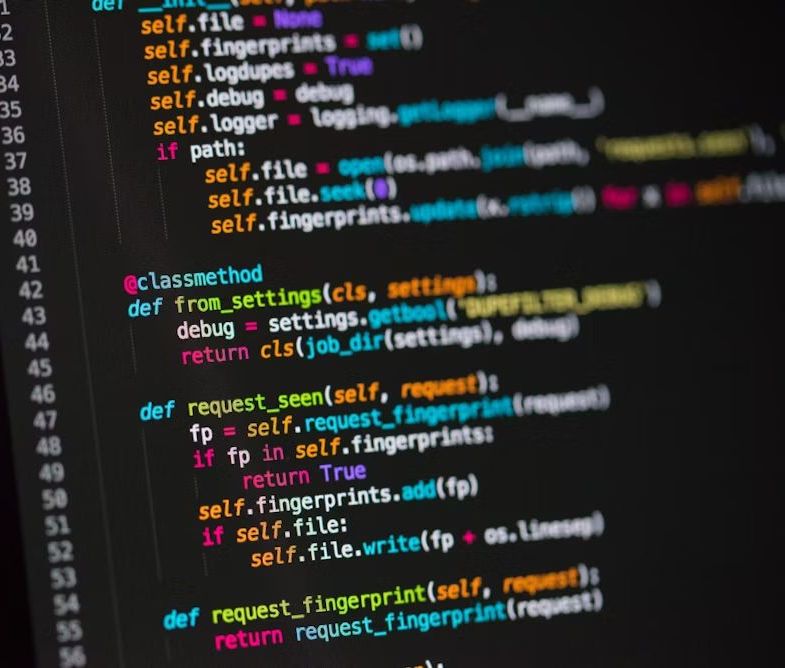 def __init__(self,
32 self.file = None
33 self.fingerprints = set()
34 self.logdupes = True
35 self.debug = debug
36 self.logger = logging.getLogger(__name__)
37 if path:
38 self.file = open(os.path.join(path, 'requests.seen'),
39 self.file.seek(0)
40 self.fingerprints.update(x.rstrip() for x in self.file
41
42 @classmethod
43 def from_settings(cls, settings):
44 debug = settings.getbool('DUPEFILTER_DEBUG')
45 return cls(job_dir(settings), debug)
46
47 def request_seen(self, request):
48 fp = self.request_fingerprint(request)
49 if fp in self.fingerprints:
50 return True
51 self.fingerprints.add(fp)
52 if self.file:
53 self.file.write(fp + os.linesep)
54
55 def request_fingerprint(self, request):
56 return request_fingerprint(request)